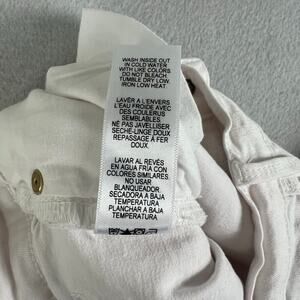 WASH INSIDE OUT
IN COLD WATER
WITH LIKE COLORS
DO NOT BLEACH.
TUMBLE DRY LOW.
IRON LOW HEAT
LAVER A L'ENVERS
L'EAU FROIDE AVEC
DES COULERUS
SEMBLABLES
NE PAS JAVELLISER
SECHE-LINGE DOUX
REPASSAGE À FER
DOUX.
LAVAR AL REVÉS
EN AGUA FRÍA CON
COLORES SIMILARES.
NO USAR
BLANQUEADOR.
SECADORA A BAJA
TEMPERATURA
PLANCHAR A BAJA
TEMPERATURA